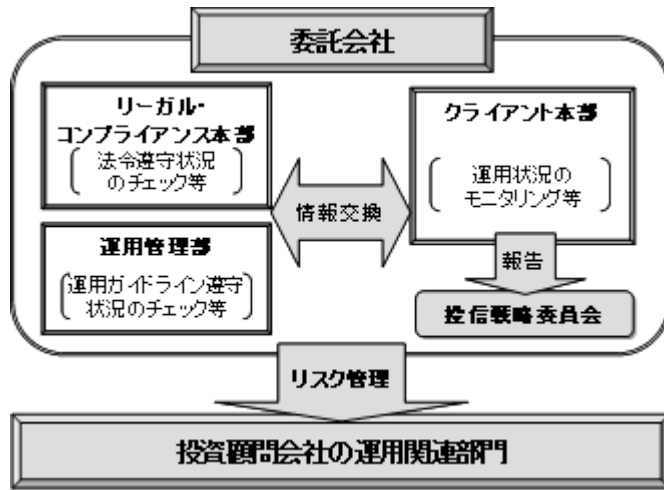 委託会社
リーガル・
コンプライアンス本部
法令遵守状況
のチェック等
運用管理部
運用ガイドライン遵守
状況のチェック等
情報交換
クライアント本部
運用状況の
モニタリング等
報告
投信戦略委員会
リスク管理
投資顧問会社の運用関連部門